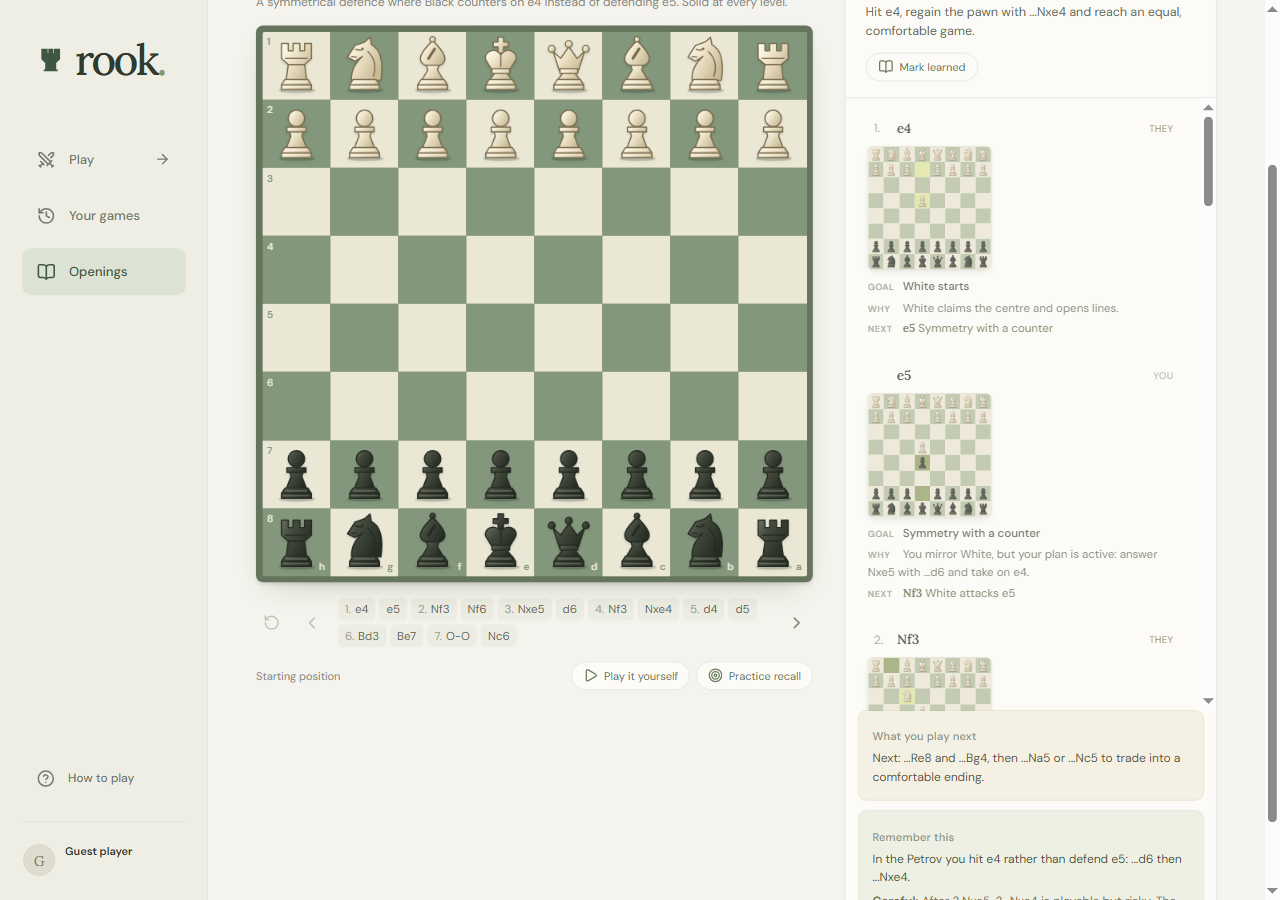 A symmetrical defence where Black counters on e4 instead of defending e5. Solid at every level.
rook.
Play
Your games
Openings
How to play
G
Guest player
1
2
3
4
5
6
7
8
h
g
f
e
d
c
b
a
1. e4
e5
2. Nf3
Nf6
3. Nxe5
d6
4. Nf3
Nxe4
5. d4
d5
6. Bd3
Be7
7. O-O
Nc6
Starting position
Play it yourself
Practice recall
Hit e4, regain the pawn with …Nxe4 and reach an equal,
comfortable game.
Mark learned
1. e4 THEY
GOAL White starts
WHY White claims the centre and opens lines.
NEXT e5 Symmetry with a counter
e5 YOU
GOAL Symmetry with a counter
WHY You mirror White, but your plan is active: answer
Nxe5 with …d6 and take on e4.
NEXT Nf3 White attacks e5
2. Nf3 THEY
What you play next
Next: …Re8 and …Bg4, then …Na5 or …Nc5 to trade into a
comfortable ending.
Remember this
In the Petrov you hit e4 rather than defend e5: …d6 then
…Nxe4.